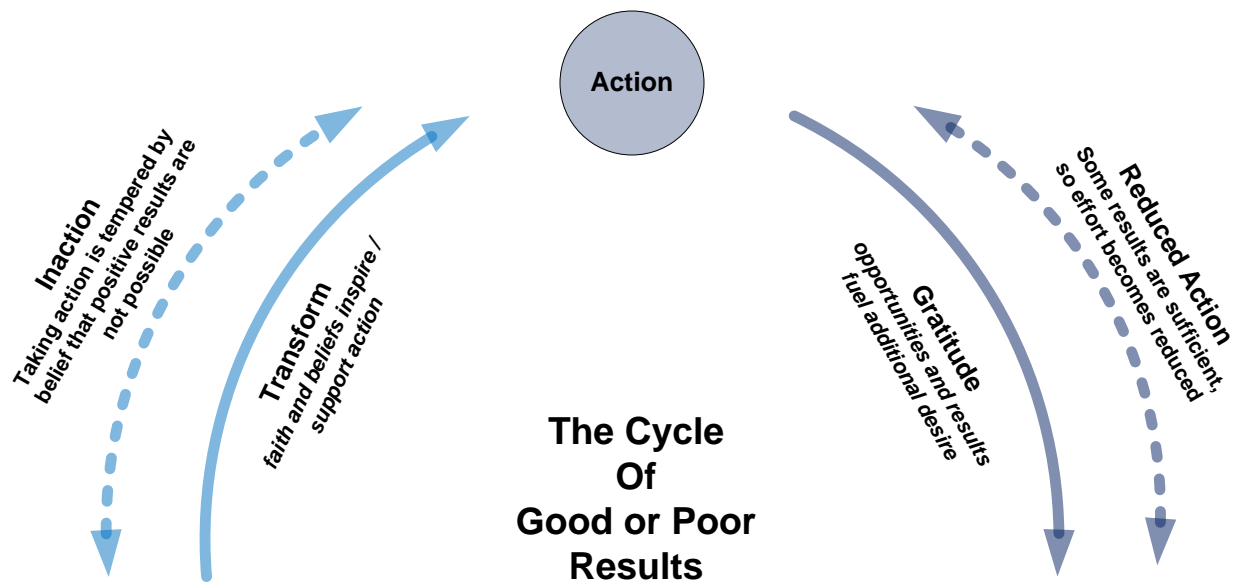 Action
Inaction
Taking action is tempered by
belief that positive results are
not possible
Transform
faith and beliefs inspire /
support action
Gratitude
opportunities and results
fuel additional desire
Reduced Action
Some results are sufficient,
so effort becomes reduced
The Cycle
Of
Good or Poor
Results